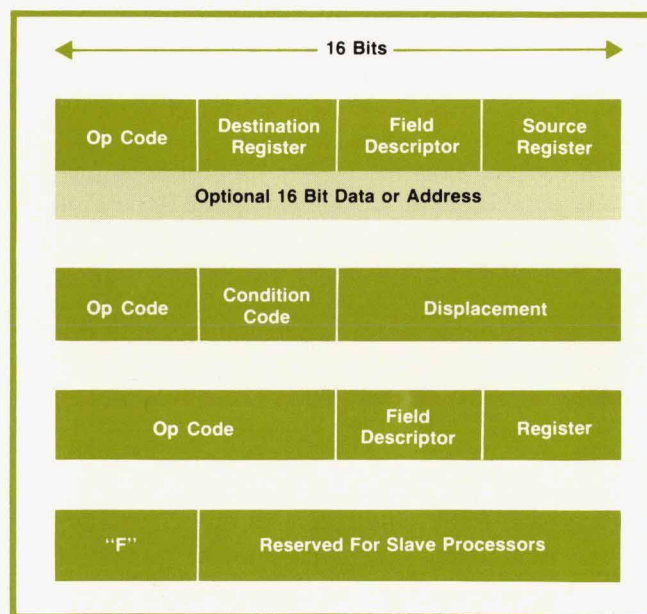 16 Bits
Op Code
Destination
Register
Field
Descriptor
Source
Register
Optional 16 Bit Data or Address
Op Code
Condition
Code
Displacement
Op Code
Field
Descriptor
Register
"F"
Reserved For Slave Processors